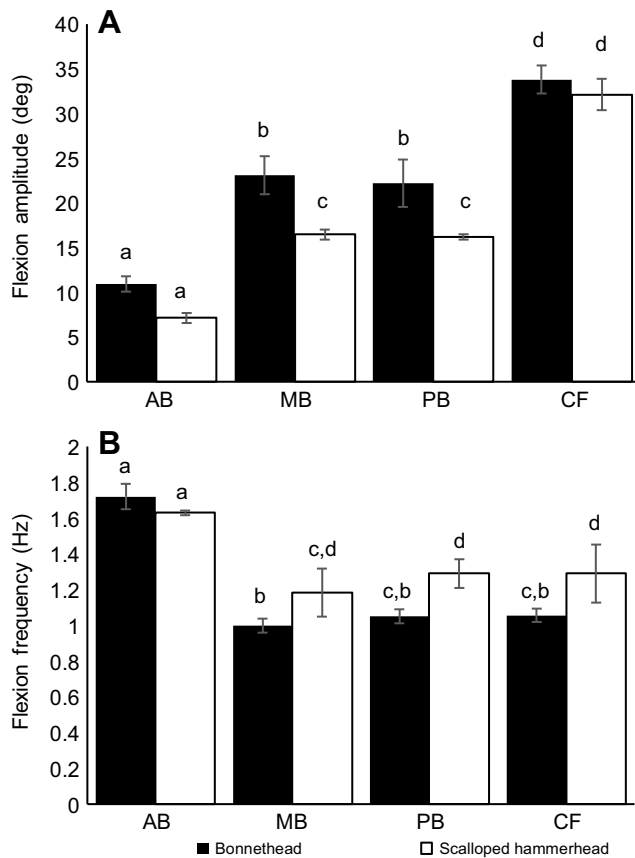 A
Flexion amplitude (deg)
40
35
30
25
20
15
10
5
0
a
a
b
c
b
c
d
d
AB
MB
PB
CF
B
Flexion frequency (Hz)
2
1.8
1.6
1.4
1.2
1
0.8
0.6
0.4
0.2
0
a
a
b
c,d
c,b
d
c,b
d
AB
MB
PB
CF
Bonnethead
Scalloped hammerhead